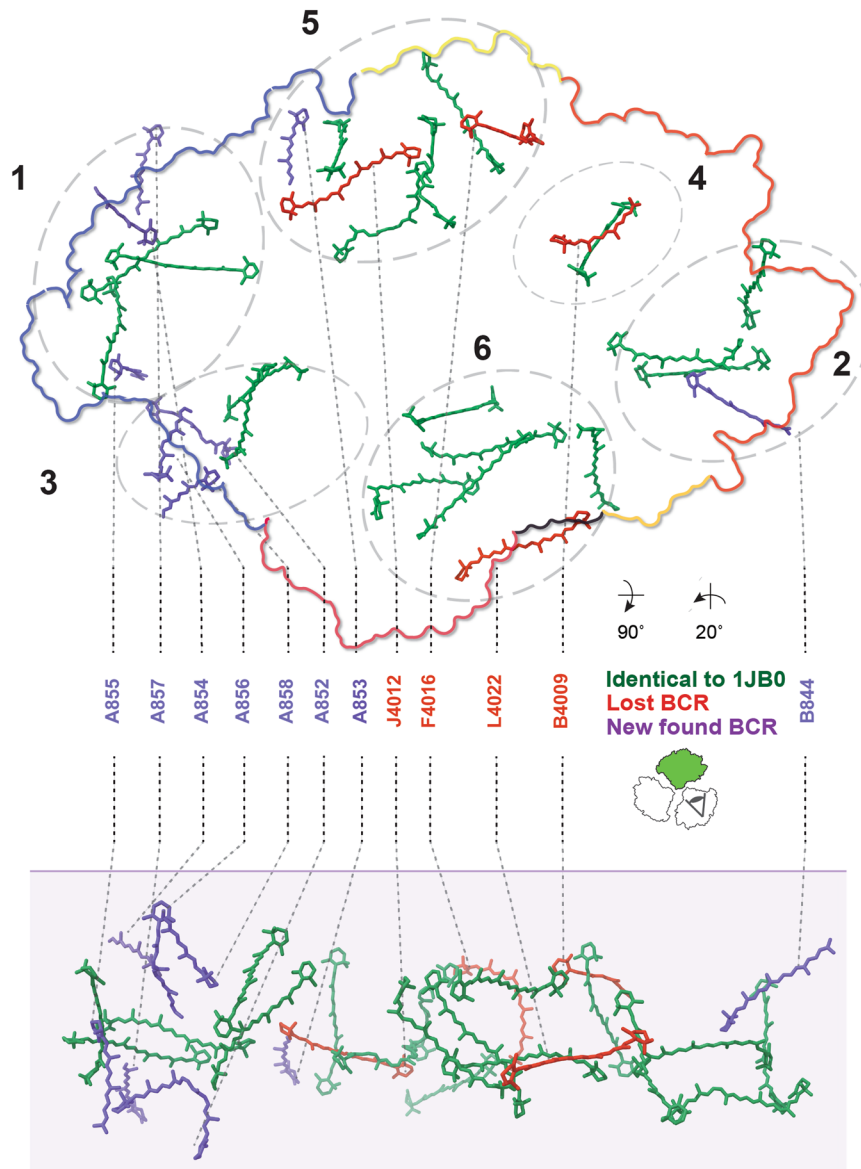 5
1
4
2
6
3
90°
20°
A855
A857
A854
A856
A858
A852
A853
J4012
F4016
L4022
B4009
B844
Identical to 1JB0
Lost BCR
New found BCR